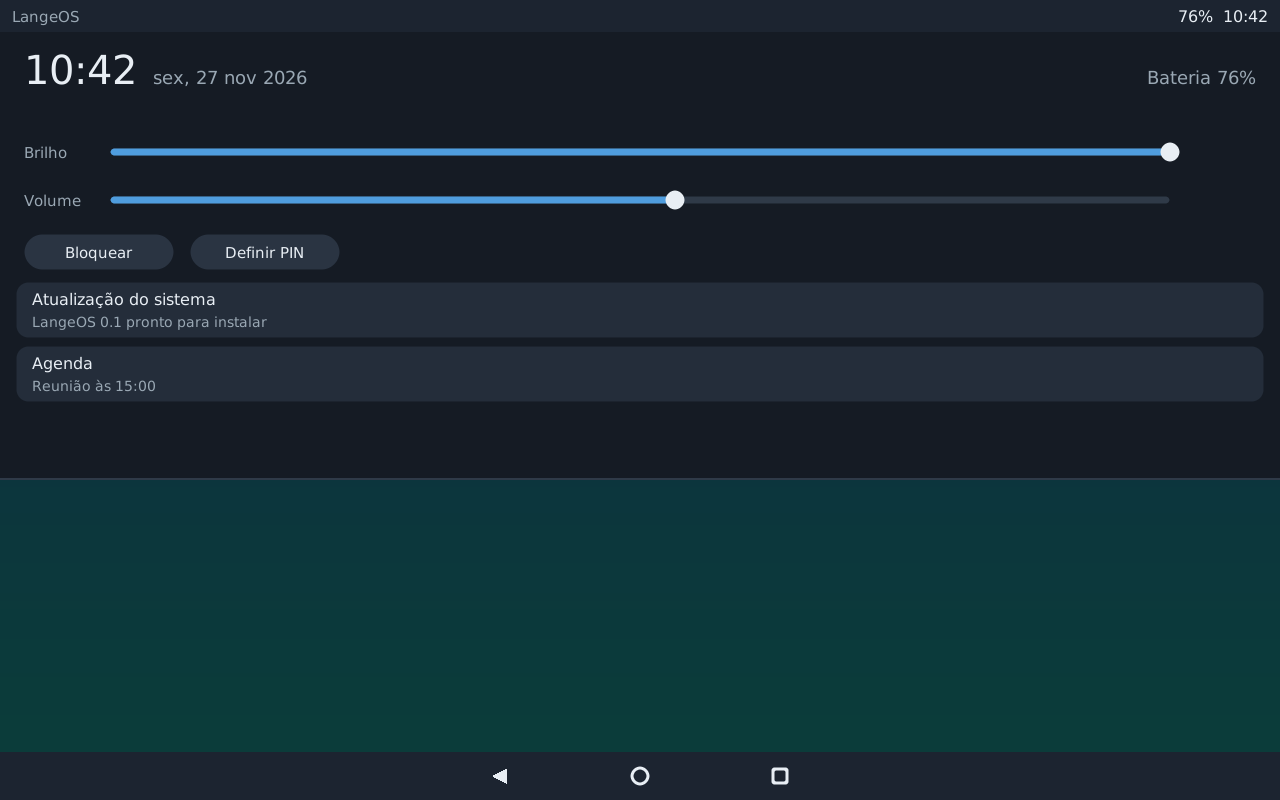 LangeOS 76% 10:42
10:42 sex, 27 nov 2026 Bateria 76%
Brilho
Volume
Bloquear Definir PIN
Atualização do sistema
LangeOS 0.1 pronto para instalar
Agenda
Reunião às 15:00